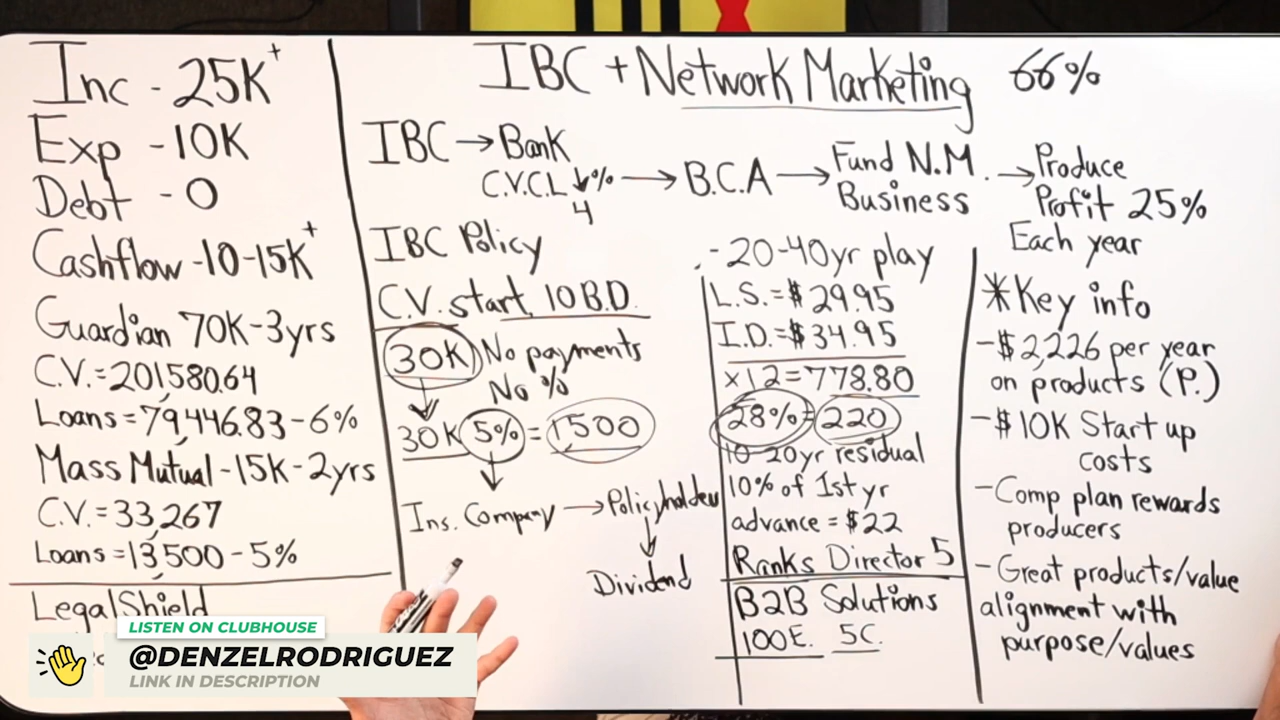 Inc - 25K+
Exp - 10K
Debt - 0
Cashflow - 10-15K+
Guardian 70K - 3yrs
C.V. = 201,580.64
Loans = 79,446.83 - 6%
Mass Mutual - 15K - 2yrs
C.V. = 33,267
Loans = 13,500 - 5%
LegalShield
IBC + Network Marketing 66%
IBC → Bank
C.V.CL ↓% → B.C.A → Fund N.M. Business → Produce Profit 25% Each year
4
IBC Policy
C.V. start 10 B.D.
30K No payments
No %
30K 5% = 1,500
Ins. Company → Policyholder
Dividend
- 20-40yr play
L.S. = $29.95
I.D. = $34.95
x12 = 778.80
28% = 220
10-20yr residual
10% of 1st yr
advance = $22
Ranks Director 5
B2B Solutions
100E. 5C.
* Key info
- $2,226 per year
on products (P.)
- $10K Start up
costs
- Comp plan rewards
producers
- Great products/value
alignment with
purpose/values
LISTEN ON CLUBHOUSE
@DENZELRODRIGUEZ
LINK IN DESCRIPTION